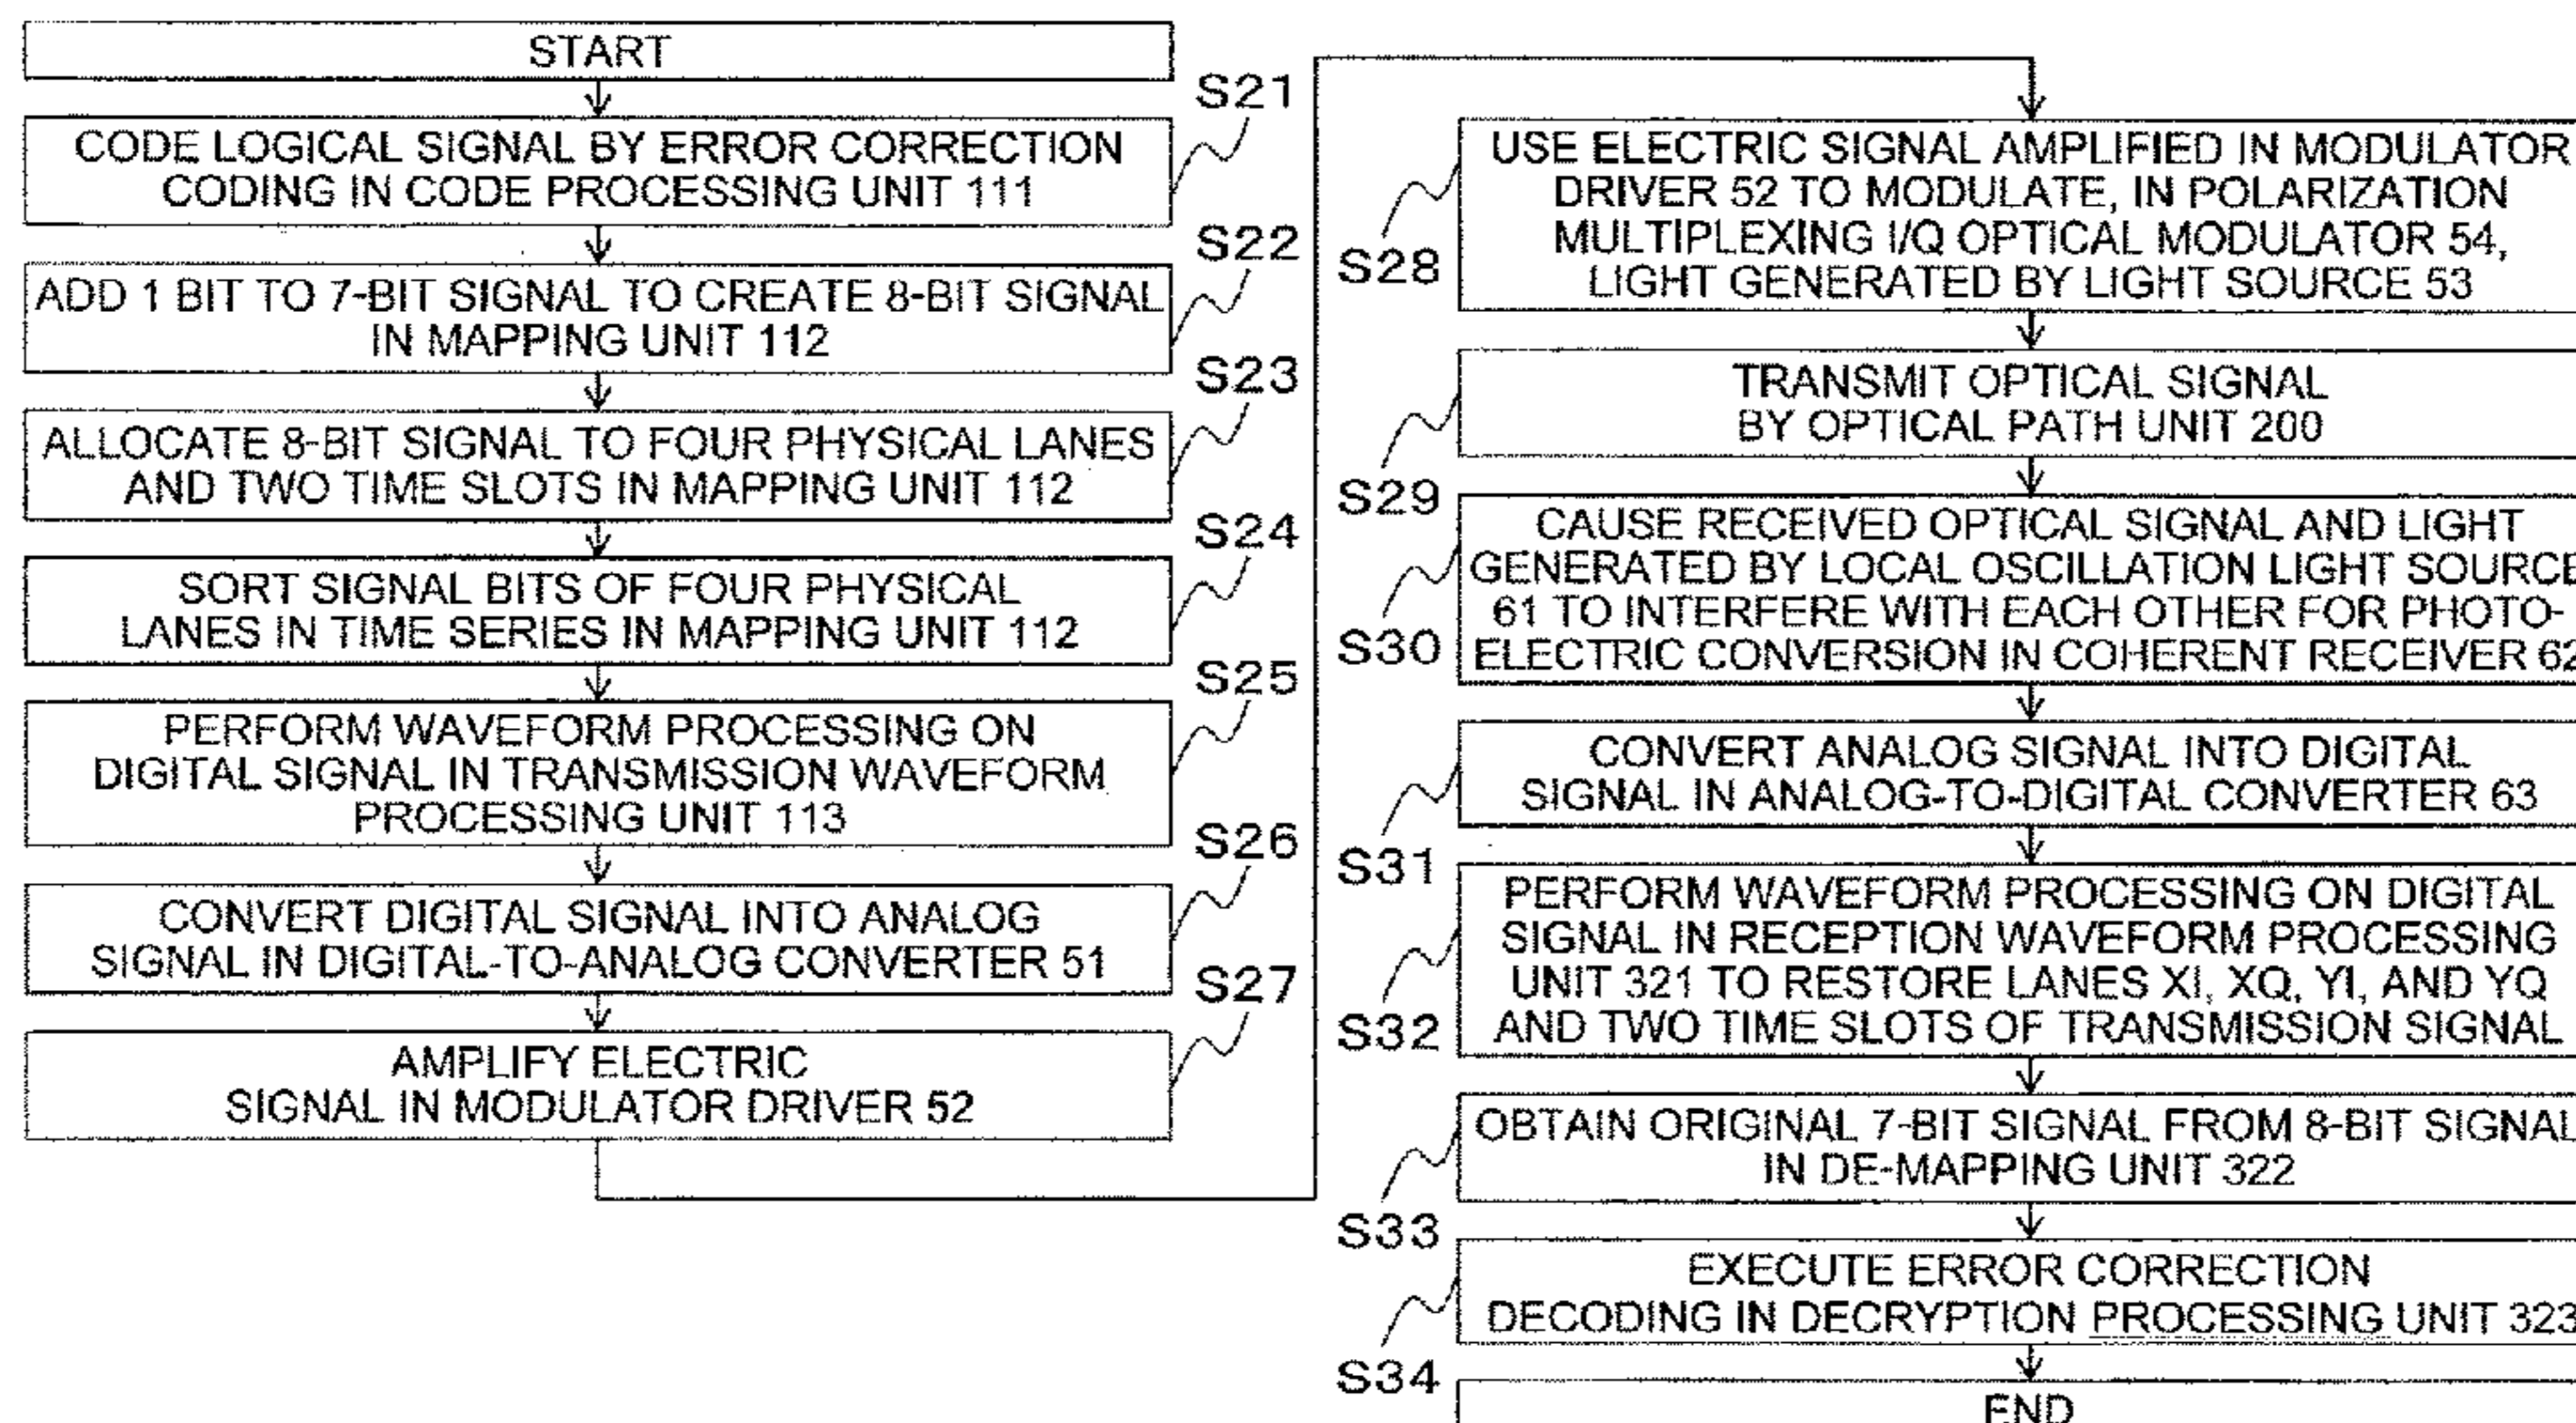 START
S21
CODE LOGICAL SIGNAL BY ERROR CORRECTION
CODING IN CODE PROCESSING UNIT 111
S22
ADD 1 BIT TO 7-BIT SIGNAL TO CREATE 8-BIT SIGNAL
IN MAPPING UNIT 112
S23
ALLOCATE 8-BIT SIGNAL TO FOUR PHYSICAL LANES
AND TWO TIME SLOTS IN MAPPING UNIT 112
S24
SORT SIGNAL BITS OF FOUR PHYSICAL
LANES IN TIME SERIES IN MAPPING UNIT 112
S25
PERFORM WAVEFORM PROCESSING ON
DIGITAL SIGNAL IN TRANSMISSION WAVEFORM
PROCESSING UNIT 113
S26
CONVERT DIGITAL SIGNAL INTO ANALOG
SIGNAL IN DIGITAL-TO-ANALOG CONVERTER 51
S27
AMPLIFY ELECTRIC
SIGNAL IN MODULATOR DRIVER 52
USE ELECTRIC SIGNAL AMPLIFIED IN MODULATOR
DRIVER 52 TO MODULATE, IN POLARIZATION
MULTIPLEXING I/Q OPTICAL MODULATOR 54,
LIGHT GENERATED BY LIGHT SOURCE 53
S28
TRANSMIT OPTICAL SIGNAL
BY OPTICAL PATH UNIT 200
S29
CAUSE RECEIVED OPTICAL SIGNAL AND LIGHT
GENERATED BY LOCAL OSCILLATION LIGHT SOURCE
61 TO INTERFERE WITH EACH OTHER FOR PHOTO-
ELECTRIC CONVERSION IN COHERENT RECEIVER 62
S30
CONVERT ANALOG SIGNAL INTO DIGITAL
SIGNAL IN ANALOG-TO-DIGITAL CONVERTER 63
S31
PERFORM WAVEFORM PROCESSING ON DIGITAL
SIGNAL IN RECEPTION WAVEFORM PROCESSING
UNIT 321 TO RESTORE LANES XI, XQ, YI, AND YQ
AND TWO TIME SLOTS OF TRANSMISSION SIGNAL
S32
OBTAIN ORIGINAL 7-BIT SIGNAL FROM 8-BIT SIGNAL
IN DE-MAPPING UNIT 322
S33
EXECUTE ERROR CORRECTION
DECODING IN DECRYPTION PROCESSING UNIT 323
S34
END